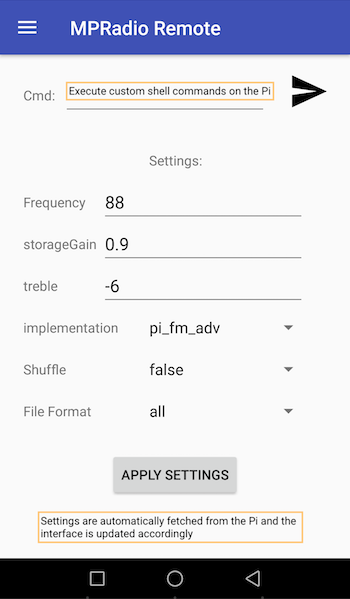 MPRadio Remote
Cmd: Execute custom shell commands on the Pi
Settings:
Frequency 88
storageGain 0.9
treble -6
implementation pi_fm_adv
Shuffle false
File Format all
APPLY SETTINGS
Settings are automatically fetched from the Pi and the
interface is updated accordingly